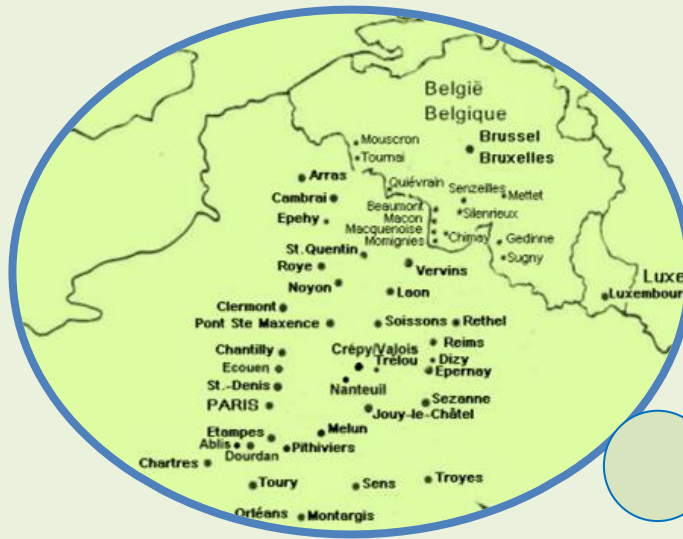 België
Belgique
Brussel
Bruxelles
Mouscron
Tournai
Arras
Quiévrain
Senzeilles
Mettet
Cambrai
Beaumont
Silenrieux
Epehy
Macon
Macquenoise
Chimay
Momignies
Gedinne
St.Quentin
Sugny
Roye
Vervins
Luxe
Noyon
Laon
Luxembour
Clermont
Pont Ste Maxence
Soissons
Rethel
Reims
Chantilly
Crépy/Valois
Trélou
Dizy
Ecouen
Epernay
St.-Denis
Nanteuil
PARIS
Sezanne
Jouy-le-Châtel
Etampes
Melun
Ablis
Dourdan
Pithiviers
Chartres
Toury
Sens
Troyes
Orléans
Montargis